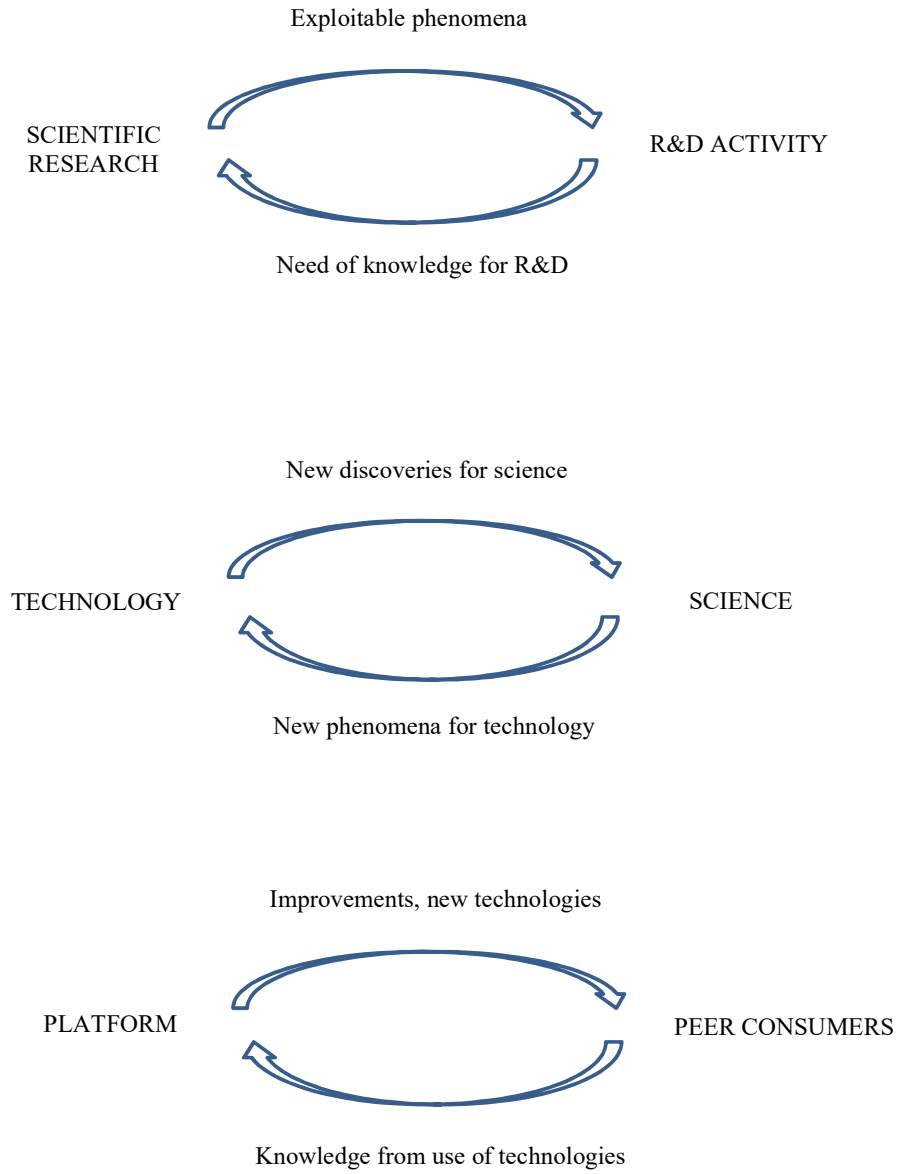 Exploitable phenomena
SCIENTIFIC
RESEARCH
R&D ACTIVITY
Need of knowledge for R&D
New discoveries for science
TECHNOLOGY
SCIENCE
New phenomena for technology
Improvements, new technologies
PLATFORM
PEER CONSUMERS
Knowledge from use of technologies